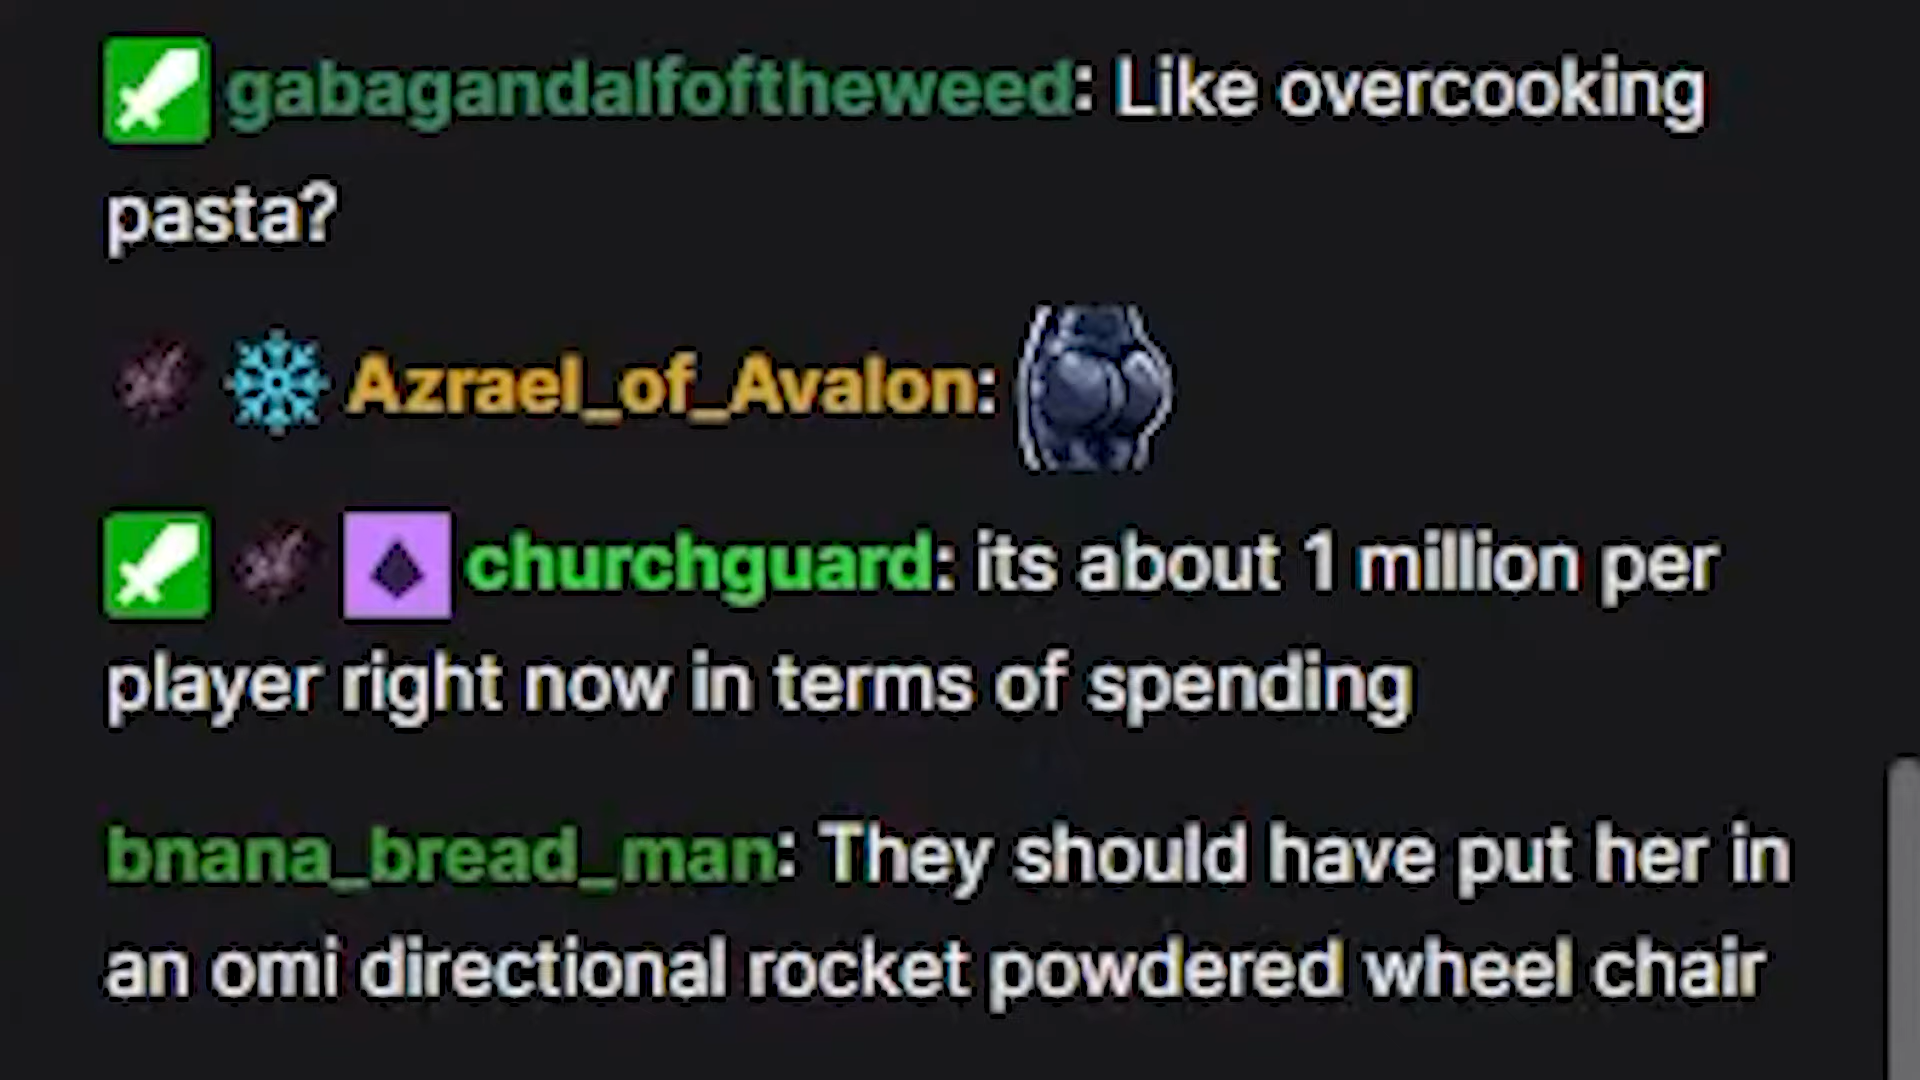 gabagandalfoftheweed: Like overcooking
pasta?
Azrael_of_Avalon:
churchguard: its about 1 million per
player right now in terms of spending
bnana_bread_man: They should have put her in
an omi directional rocket powdered wheel chair